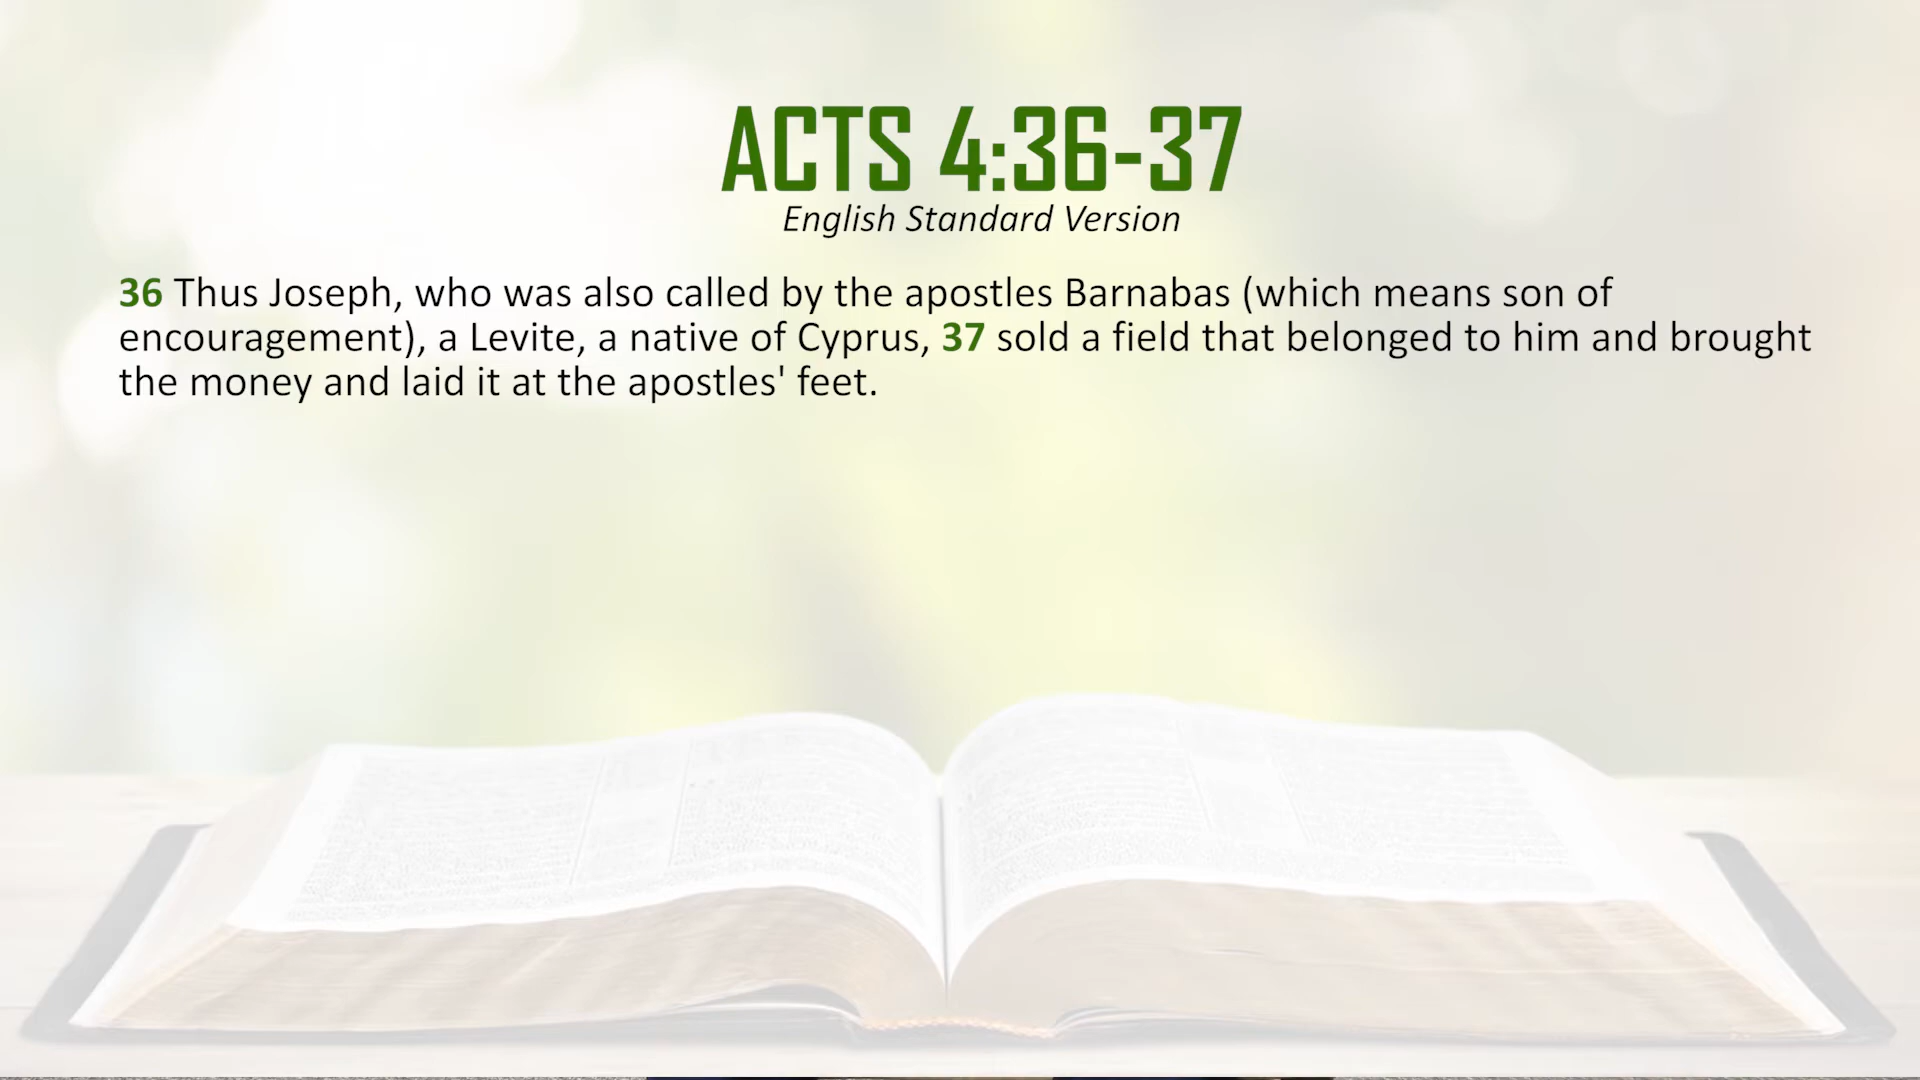 ACTS 4:36-37
English Standard Version
36 Thus Joseph, who was also called by the apostles Barnabas (which means son of
encouragement), a Levite, a native of Cyprus, 37 sold a field that belonged to him and brought
the money and laid it at the apostles' feet.